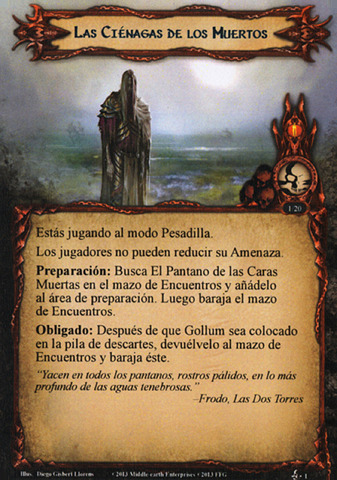 Las Ciénagas de los Muertos
1·20
Estás jugando al modo Pesadilla.
Los jugadores no pueden reducir su Amenaza.
Preparación: Busca El Pantano de las Caras
Muertas en el mazo de Encuentros y añádelo
al área de preparación. Luego baraja el mazo
de Encuentros.
Obligado: Después de que Gollum sea colocado
en la pila de descartes, devuélvelo al mazo de
Encuentros y baraja éste.
“Yacen en todos los pantanos, rostros pálidos, en lo más
profundo de las aguas tenebrosas.”
–Frodo, Las Dos Torres
Illus. Diego Gisbert Llorens ©2013 Middle-earth Enterprises ©2013 FFG